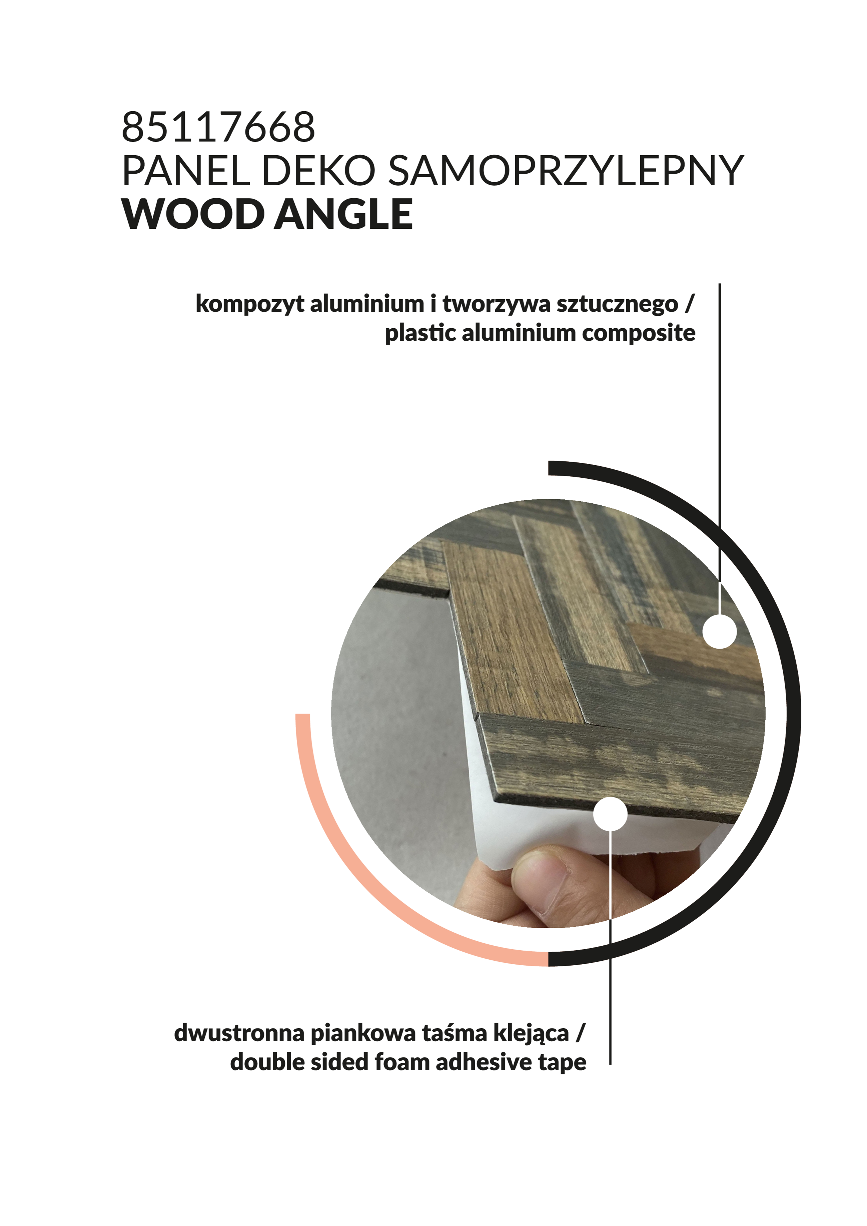 85117668
PANEL DEKO SAMOPRZYLEPNY
WOOD ANGLE
kompozyt aluminium i tworzywa sztucznego /
plastic aluminium composite
dwustronna piankowa taśma klejąca /
double sided foam adhesive tape